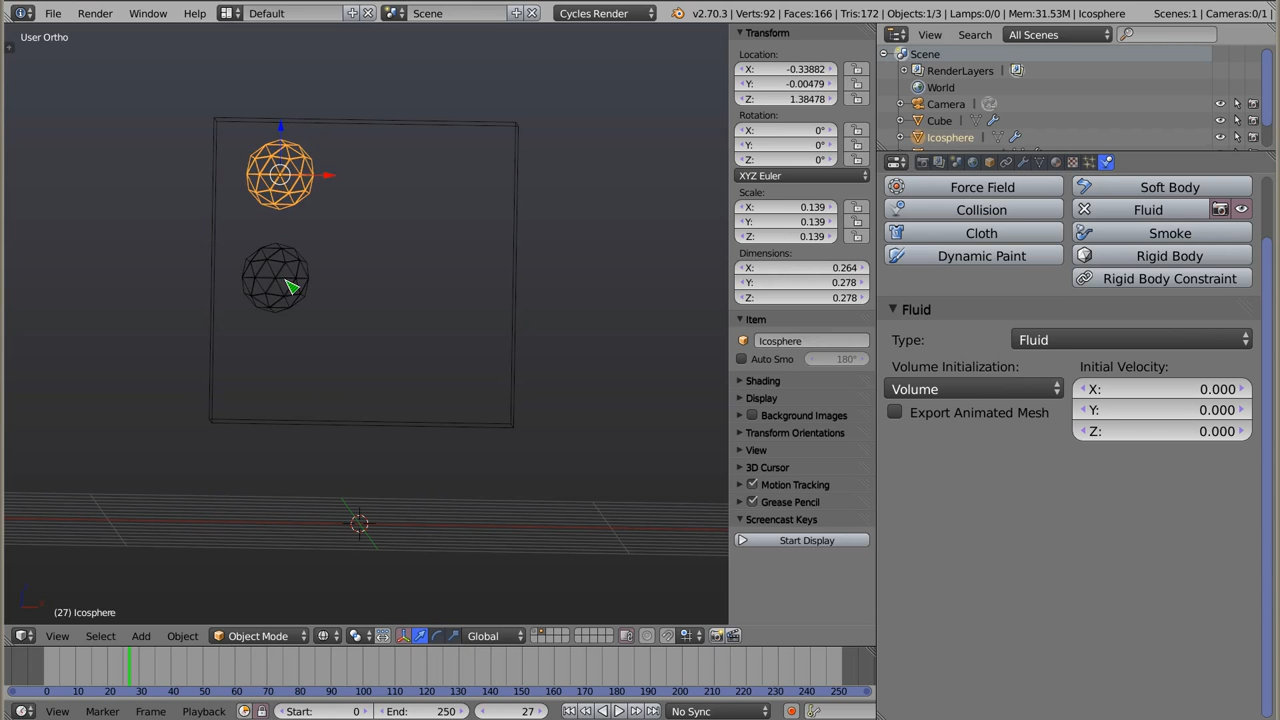 File Render Window Help Default Scene Cycles Render v2.70.3 | Verts:92 | Faces:166 | Tris:172 | Objects:1/3 | Lamps:0/0 | Mem:31.53M | Icosphere Scenes:1 | Cameras:0/1 |
User Ortho
Transform
Location:
X: -0.33882
Y: -0.00479
Z: 1.38478
Rotation:
X: 0°
Y: 0°
Z: 0°
XYZ Euler
Scale:
X: 0.139
Y: 0.139
Z: 0.139
Dimensions:
X: 0.264
Y: 0.278
Z: 0.278
Item
Icosphere
Auto Smo 180°
Shading
Display
Background Images
Transform Orientations
View
3D Cursor
Motion Tracking
Grease Pencil
Screencast Keys
Start Display
View Search All Scenes
Scene
RenderLayers
World
Camera
Cube
Icosphere
Force Field Soft Body
Collision Fluid
Cloth Smoke
Dynamic Paint Rigid Body
Rigid Body Constraint
Fluid
Type: Fluid
Volume Initialization: Initial Velocity:
Volume X: 0.000
Export Animated Mesh Y: 0.000
Z: 0.000
(27) Icosphere
View Select Add Object Object Mode Global
0 10 20 30 40 50 60 70 80 90 100 110 120 130 140 150 160 170 180 190 200 210 220 230 240 250
View Marker Frame Playback Start: 0 End: 250 27 No Sync